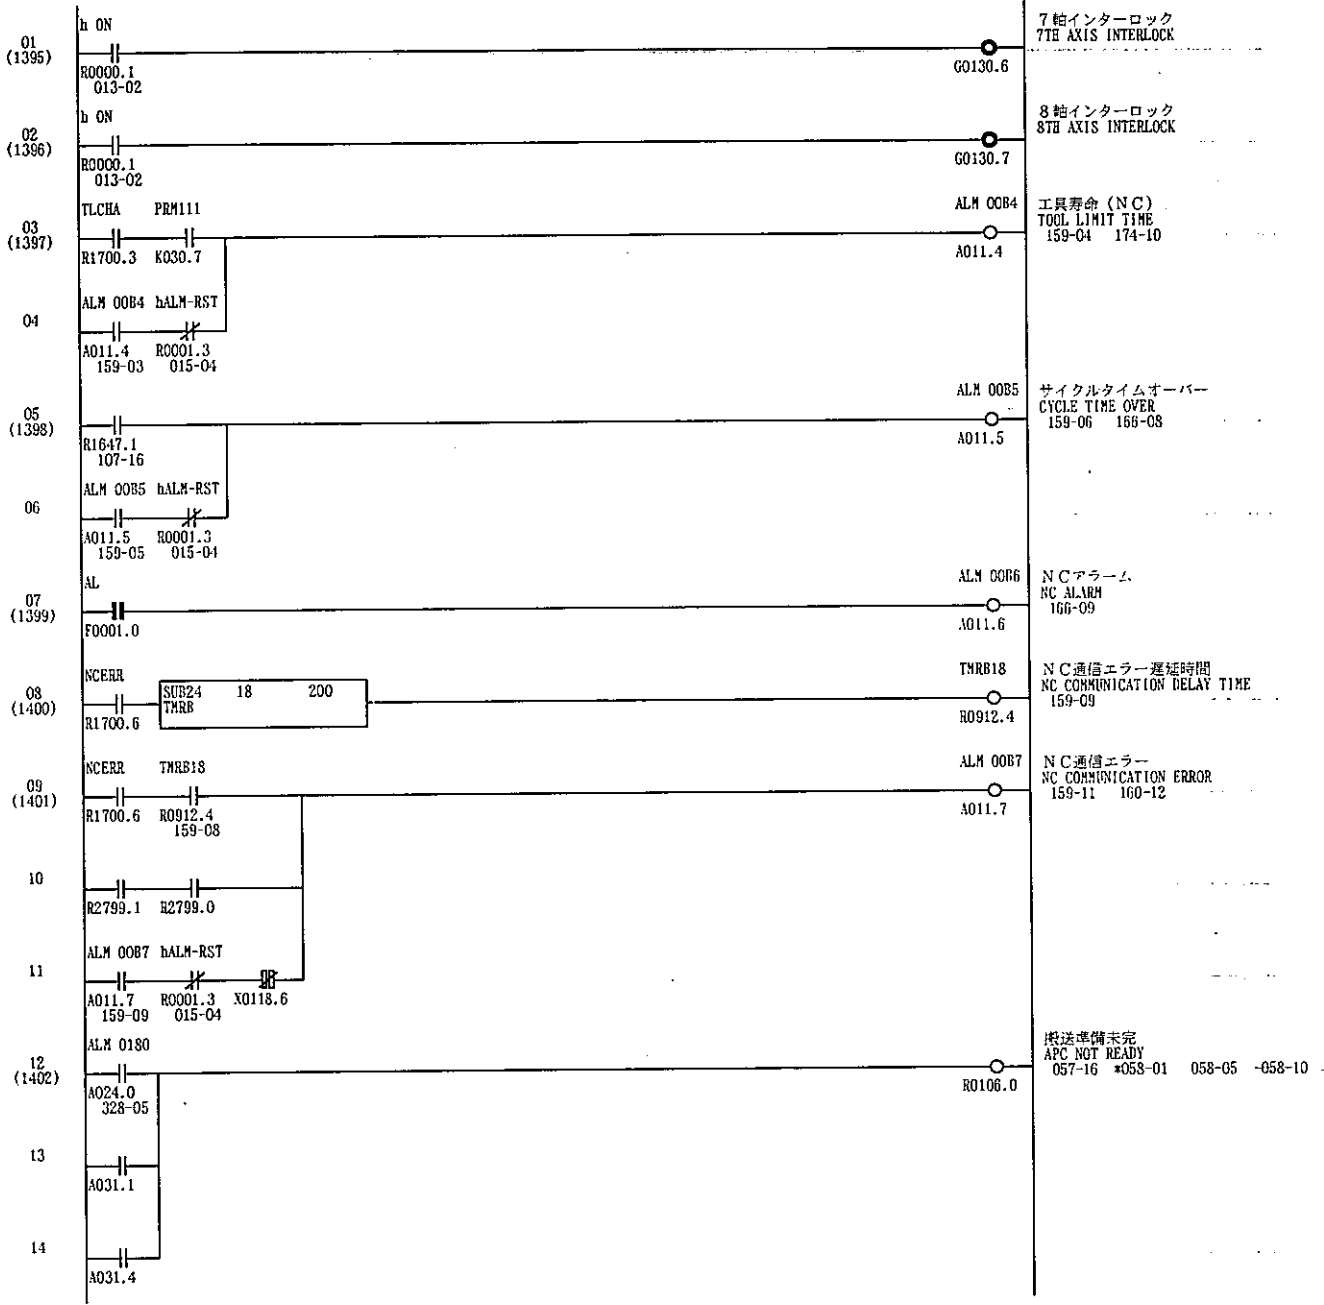 h ON
7軸インターロック
7TH AXIS INTERLOCK
01
(1395)
R0000.1
013-02
G0130.6
h ON
8軸インターロック
8TH AXIS INTERLOCK
02
(1396)
R0000.1
013-02
G0130.7
TLCHA PRM111 ALM 00B4
工具寿命 (NC)
TOOL LIMIT TIME
159-04 174-10
03
(1397)
R1700.3 K030.7 A011.4
ALM 00B4 hALM-RST
04
A011.4 R0001.3
159-03 015-04
ALM 00B5
サイクルタイムオーバー
CYCLE TIME OVER
159-06 166-08
05
(1398)
R1647.1
107-16
A011.5
ALM 00B5 hALM-RST
06
A011.5 R0001.3
159-05 015-04
AL ALM 00B6
NCアラーム
NC ALARM
166-09
07
(1399)
F0001.0 A011.6
NCERR TMRB18
NC通信エラー遅延時間
NC COMMUNICATION DELAY TIME
159-09
08
(1400)
SUB24 18 200
TMRB
R1700.6 R0912.4
NCERR TMRB18 ALM 00B7
NC通信エラー
NC COMMUNICATION ERROR
159-11 160-12
09
(1401)
R1700.6 R0912.4
159-08
A011.7
10
R2799.1 R2799.0
ALM 00B7 hALM-RST
11
A011.7 R0001.3 X0118.6
159-09 015-04
ALM 0180
搬送準備未完
APC NOT READY
057-16 *058-01 058-05 -058-10
12
(1402)
A024.0
328-05
R0106.0
13
A031.1
14
A031.4